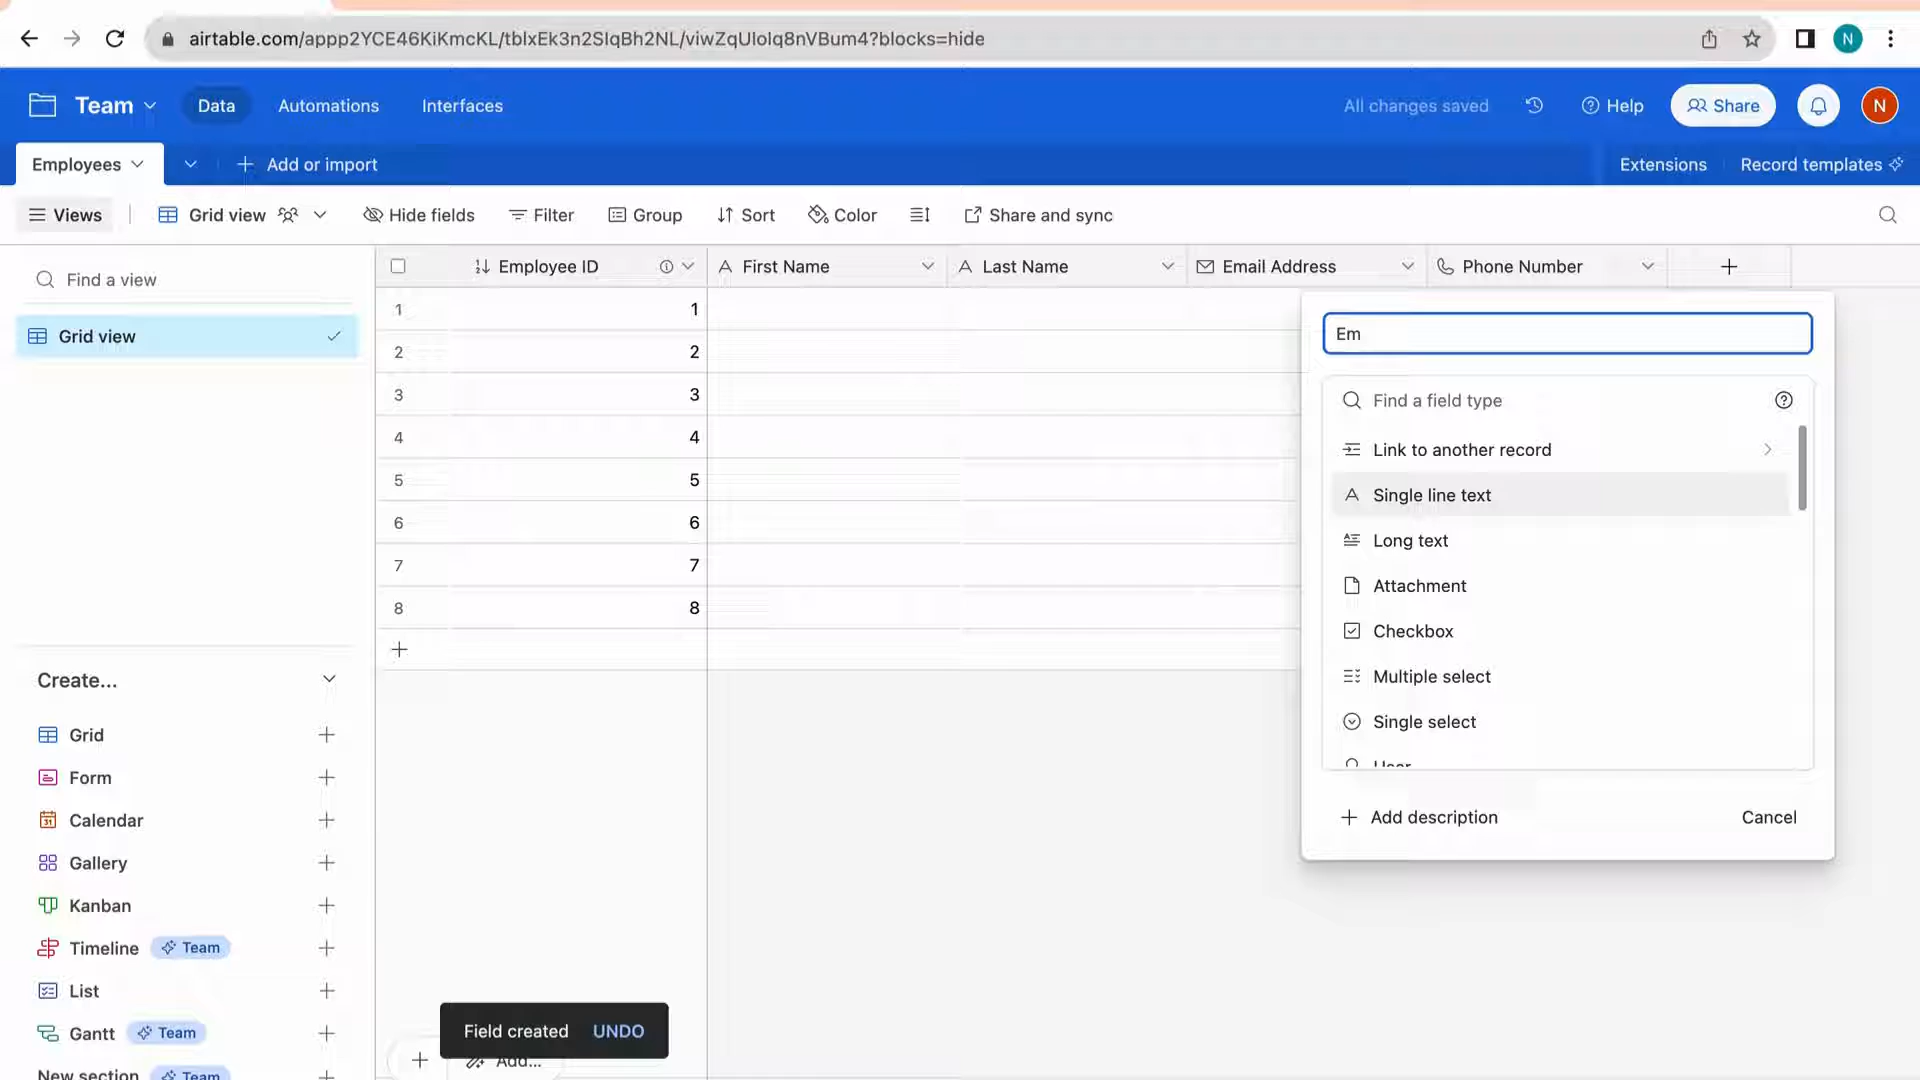 airtable.com/appp2YCE46KiKmcKL/tblxEk3n2SIqBh2NL/viwZqUloIq8nVBum4?blocks=hide
N
Team
Data
Automations
Interfaces
All changes saved
Help
Share
N
Employees
Add or import
Extensions
Record templates
Views
Grid view
Hide fields
Filter
Group
Sort
Color
Share and sync
Find a view
Grid view
Employee ID
First Name
Last Name
Email Address
Phone Number
1 1
2 2
3 3
4 4
5 5
6 6
7 7
8 8
Em
Find a field type
Link to another record
Single line text
Long text
Attachment
Checkbox
Multiple select
Single select
User
Add description
Cancel
Create...
Grid
Form
31
Calendar
Gallery
Kanban
Timeline Team
List
Gantt Team
New section Team
Field created UNDO
Add...